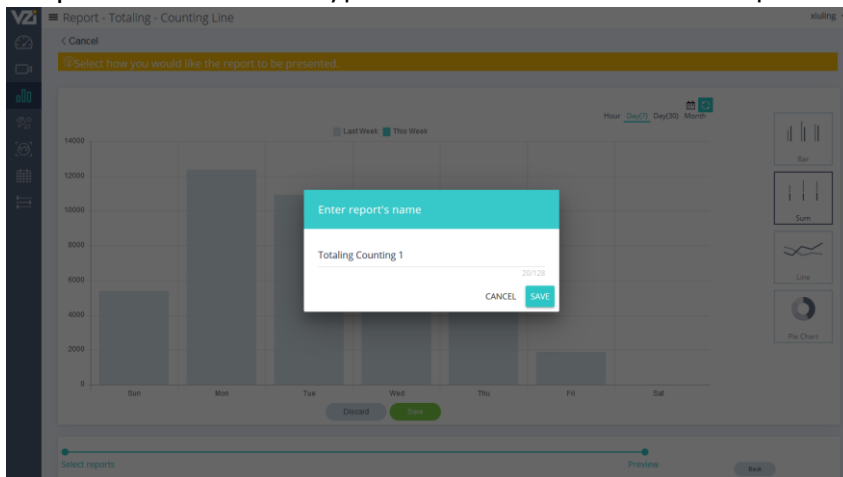 VZi
Report - Totaling - Counting Line
xiuling
< Cancel
Select how you would like the report to be presented.
Hour Day(7) Day(30) Month
Last Week This Week
14000
12000
10000
8000
6000
4000
2000
0
Sun Mon Tue Wed Thu Fri Sat
Enter report's name
Totaling Counting 1
20/128
CANCEL SAVE
Bar
Sum
Line
Pie Chart
Discard Save
Select reports
Preview
Back